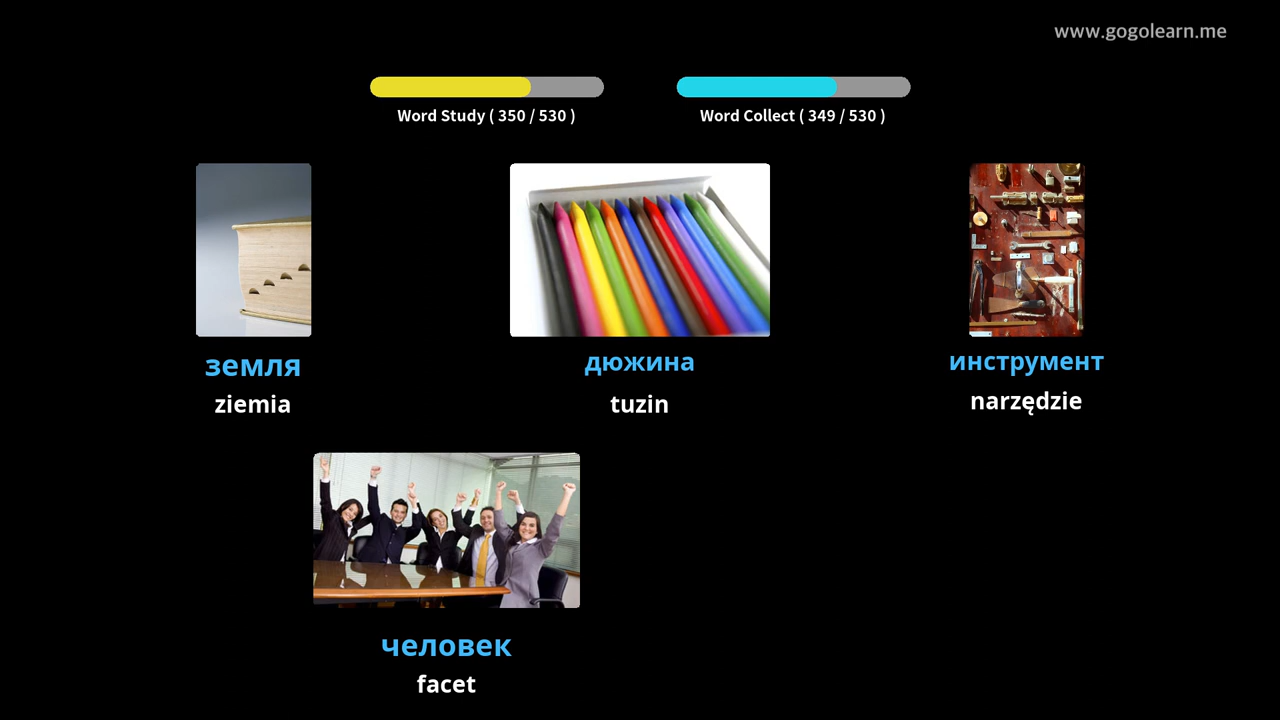 www.gogolearn.me
Word Study ( 350 / 530 )
Word Collect ( 349 / 530 )
земля
ziemia
дюжина
tuzin
инструмент
narzędzie
человек
facet